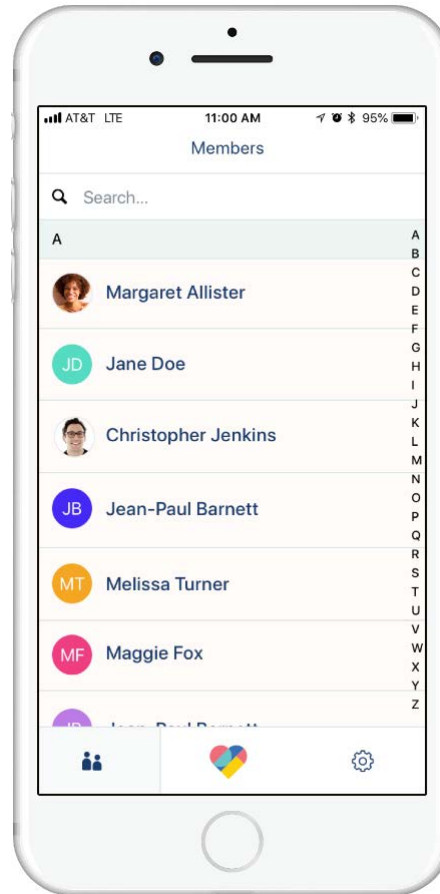 AT&T LTE 11:00 AM 95%
Members
Search...
A
Margaret Allister
JD Jane Doe
Christopher Jenkins
JB Jean-Paul Barnett
MT Melissa Turner
MF Maggie Fox
A
B
C
D
E
F
G
H
I
J
K
L
M
N
O
P
Q
R
S
T
U
V
W
X
Y
Z